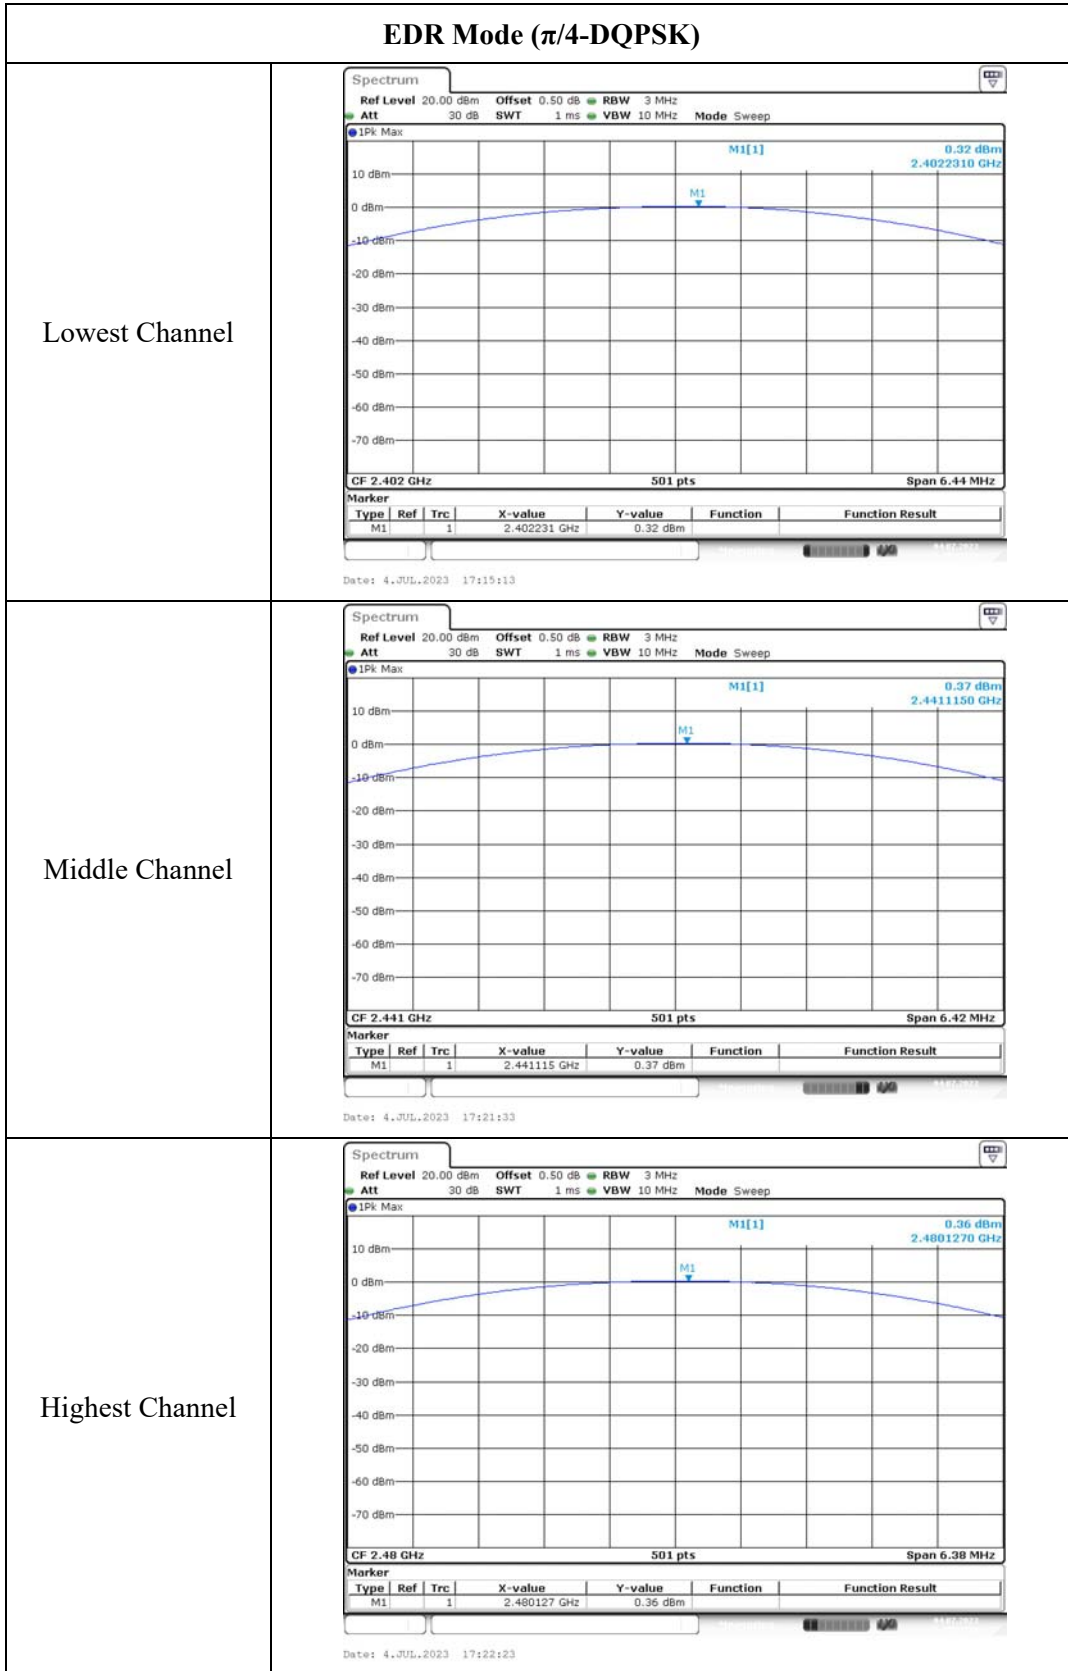 EDR Mode (π/4-DQPSK)
Lowest Channel
Spectrum
Ref Level 20.00 dBm Offset 0.50 dB RBW 3 MHz
Att 30 dB SWT 1 ms VBW 10 MHz Mode Sweep
1Pk Max
M1[1] 0.32 dBm
2.4022310 GHz
10 dBm
M1
0 dBm
-10 dBm
-20 dBm
-30 dBm
-40 dBm
-50 dBm
-60 dBm
-70 dBm
CF 2.402 GHz 501 pts Span 6.44 MHz
Marker
Type Ref Trc X-value Y-value Function Function Result
M1 1 2.402231 GHz 0.32 dBm
Date: 4.JUL.2023 17:15:13
Middle Channel
Spectrum
Ref Level 20.00 dBm Offset 0.50 dB RBW 3 MHz
Att 30 dB SWT 1 ms VBW 10 MHz Mode Sweep
1Pk Max
M1[1] 0.37 dBm
2.4411150 GHz
10 dBm
M1
0 dBm
-10 dBm
-20 dBm
-30 dBm
-40 dBm
-50 dBm
-60 dBm
-70 dBm
CF 2.441 GHz 501 pts Span 6.42 MHz
Marker
Type Ref Trc X-value Y-value Function Function Result
M1 1 2.441115 GHz 0.37 dBm
Date: 4.JUL.2023 17:21:33
Highest Channel
Spectrum
Ref Level 20.00 dBm Offset 0.50 dB RBW 3 MHz
Att 30 dB SWT 1 ms VBW 10 MHz Mode Sweep
1Pk Max
M1[1] 0.36 dBm
2.4801270 GHz
10 dBm
M1
0 dBm
-10 dBm
-20 dBm
-30 dBm
-40 dBm
-50 dBm
-60 dBm
-70 dBm
CF 2.48 GHz 501 pts Span 6.38 MHz
Marker
Type Ref Trc X-value Y-value Function Function Result
M1 1 2.480127 GHz 0.36 dBm
Date: 4.JUL.2023 17:22:23